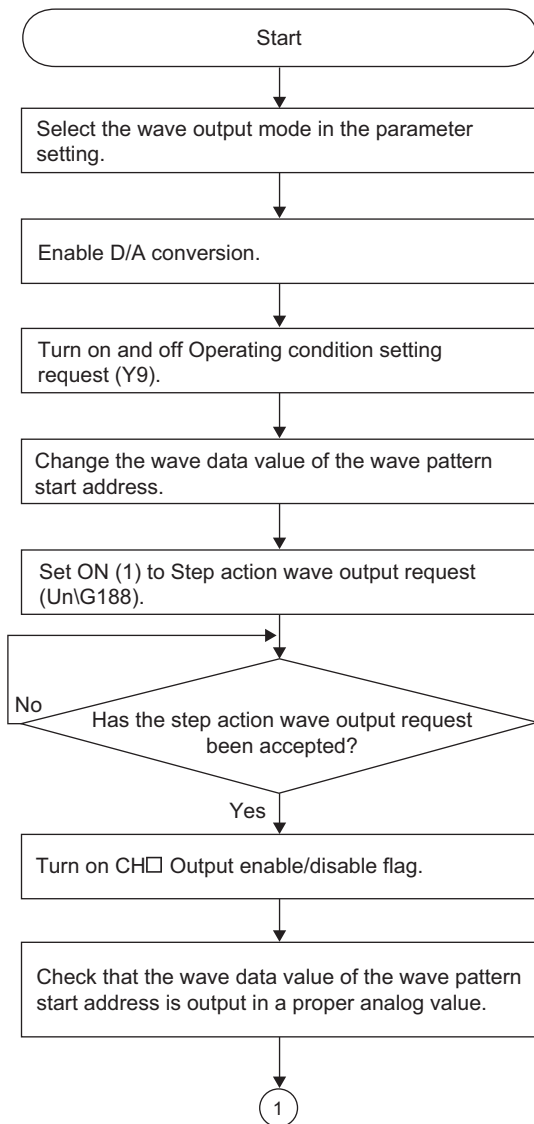 Start
Select the wave output mode in the parameter
setting.
Enable D/A conversion.
Turn on and off Operating condition setting
request (Y9).
Change the wave data value of the wave pattern
start address.
Set ON (1) to Step action wave output request
(Un\G188).
No
Has the step action wave output request
been accepted?
Yes
Turn on CH□ Output enable/disable flag.
Check that the wave data value of the wave pattern
start address is output in a proper analog value.
1